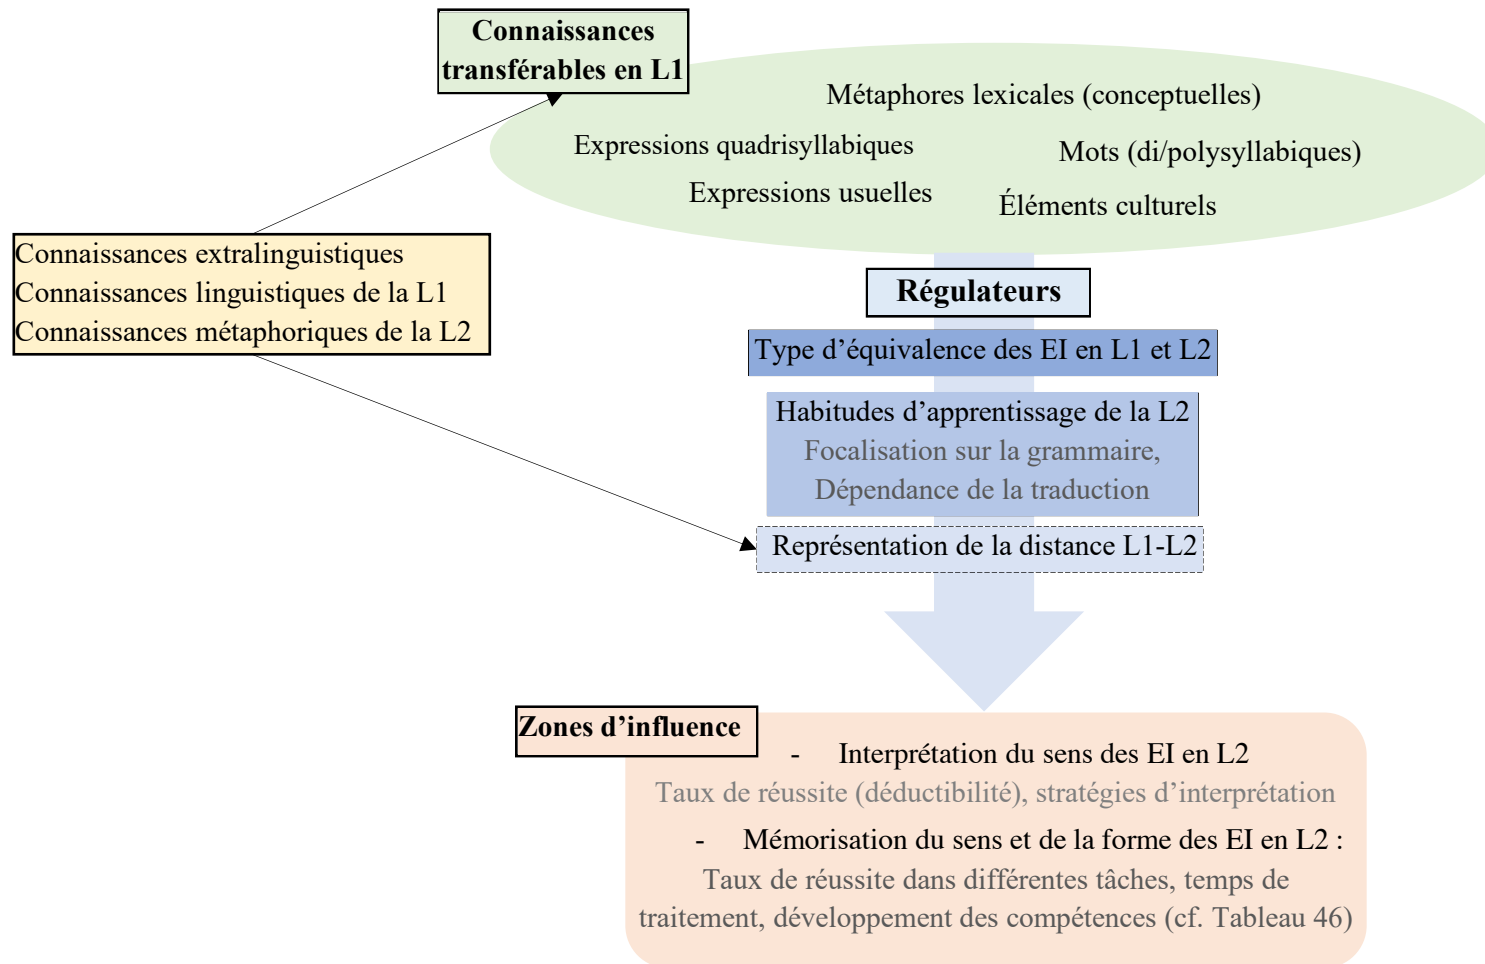 Connaissances
transférables en L1
Métaphores lexicales (conceptuelles)
Expressions quadrisyllabiques
Mots (di/polysyllabiques)
Expressions usuelles
Éléments culturels
Connaissances extralinguistiques
Connaissances linguistiques de la L1
Connaissances métaphoriques de la L2
Régulateurs
Type d’équivalence des EI en L1 et L2
Habitudes d’apprentissage de la L2
Focalisation sur la grammaire,
Dépendance de la traduction
Représentation de la distance L1-L2
Zones d’influence
- Interprétation du sens des EI en L2
Taux de réussite (déductibilité), stratégies d’interprétation
- Mémorisation du sens et de la forme des EI en L2 :
Taux de réussite dans différentes tâches, temps de
traitement, développement des compétences (cf. Tableau 46)